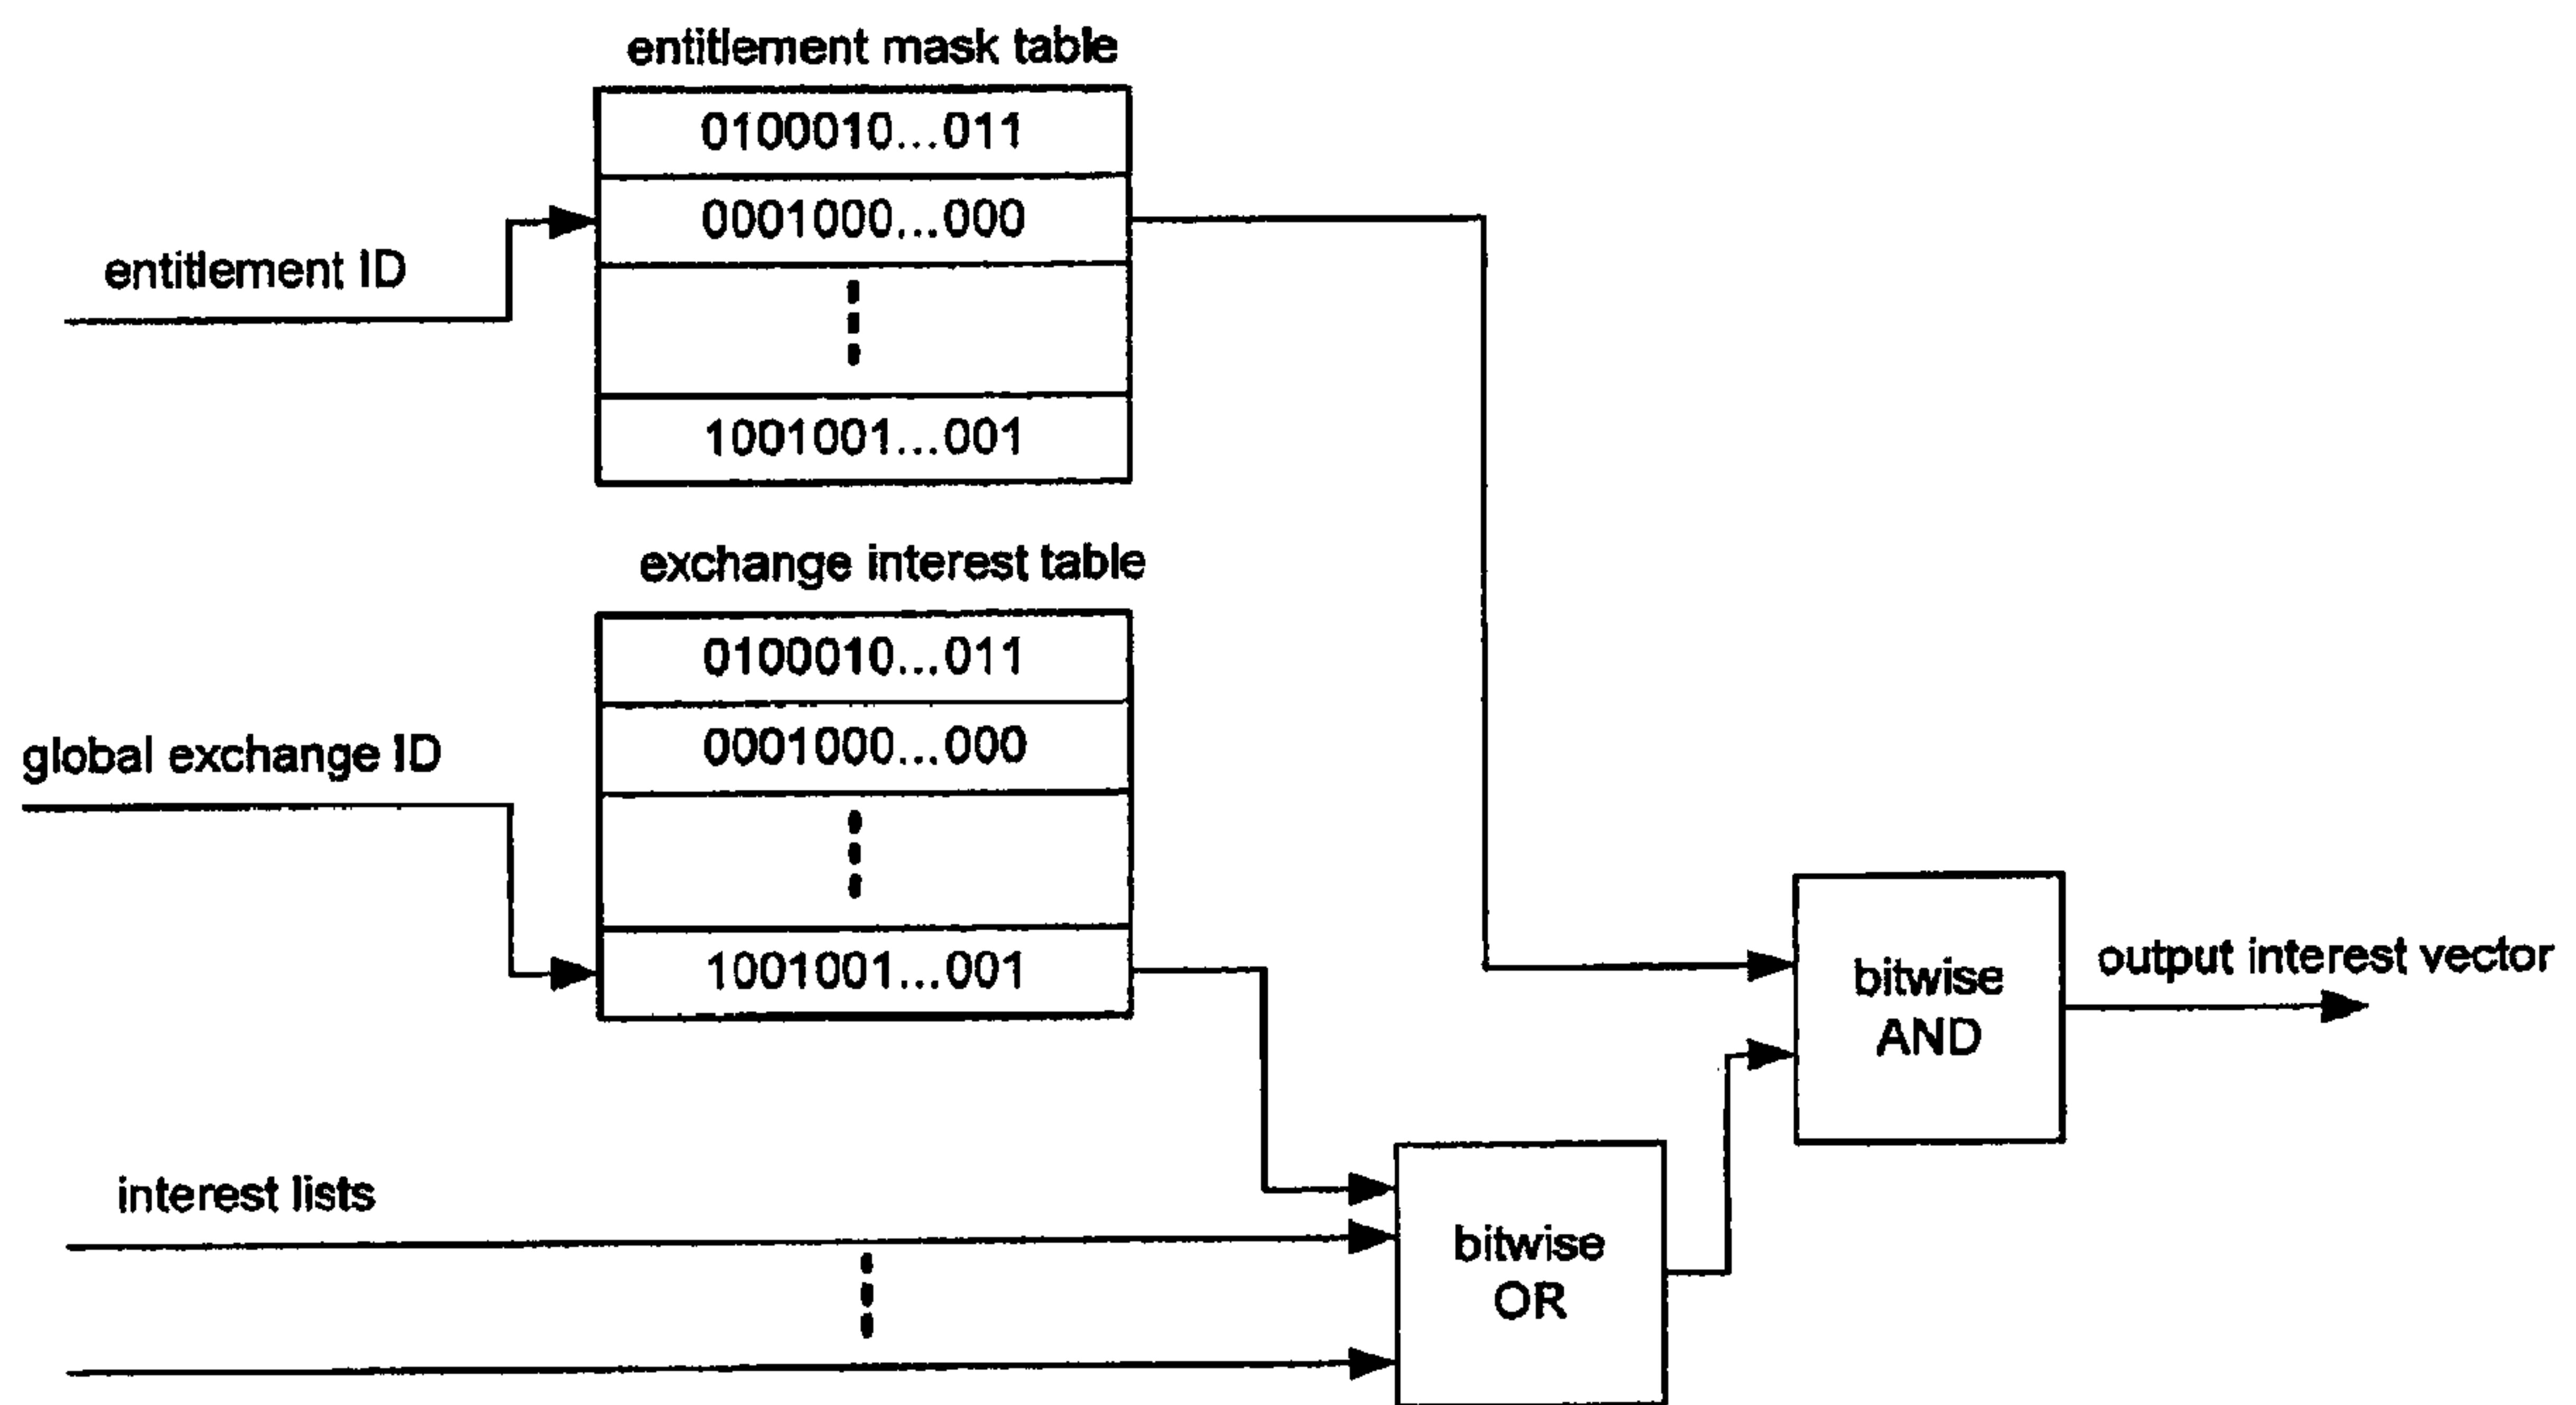 entitlement mask table
0100010...011
0001000...000
1001001...001
entitlement ID
exchange interest table
0100010...011
0001000...000
1001001...001
global exchange ID
interest lists
bitwise
OR
bitwise
AND
output interest vector